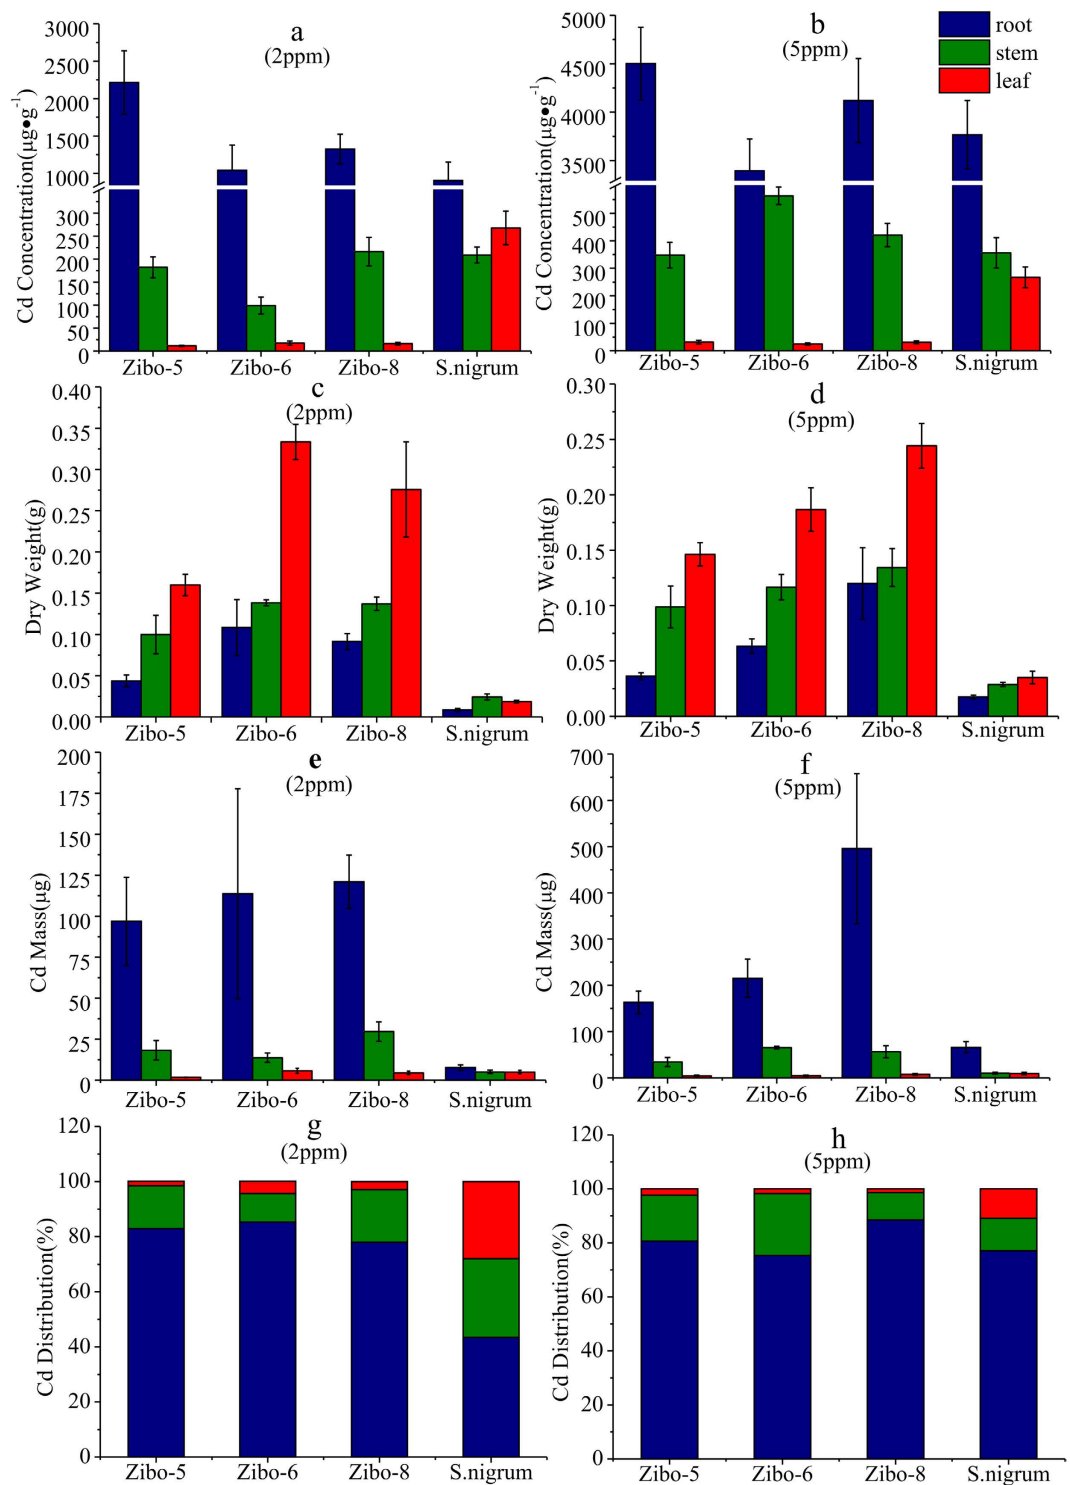 a
(2ppm)
3000
2500
2000
1500
1000
300
250
200
150
100
50
0
Cd Concentration(μg●g⁻¹)
Zibo-5 Zibo-6 Zibo-8 S.nigrum
b
(5ppm)
root
stem
leaf
5000
4500
4000
3500
500
400
300
200
100
0
Cd Concentration(μg●g⁻¹)
Zibo-5 Zibo-6 Zibo-8 S.nigrum
c
(2ppm)
0.40
0.35
0.30
0.25
0.20
0.15
0.10
0.05
0.00
Dry Weight(g)
Zibo-5 Zibo-6 Zibo-8 S.nigrum
d
(5ppm)
0.30
0.25
0.20
0.15
0.10
0.05
0.00
Dry Weight(g)
Zibo-5 Zibo-6 Zibo-8 S.nigrum
e
(2ppm)
200
175
150
125
100
75
50
25
0
Cd Mass(μg)
Zibo-5 Zibo-6 Zibo-8 S.nigrum
f
(5ppm)
700
600
500
400
300
200
100
0
Cd Mass(μg)
Zibo-5 Zibo-6 Zibo-8 S.nigrum
g
(2ppm)
120
100
80
60
40
20
0
Cd Distribution(%)
Zibo-5 Zibo-6 Zibo-8 S.nigrum
h
(5ppm)
120
100
80
60
40
20
0
Cd Distribution(%)
Zibo-5 Zibo-6 Zibo-8 S.nigrum